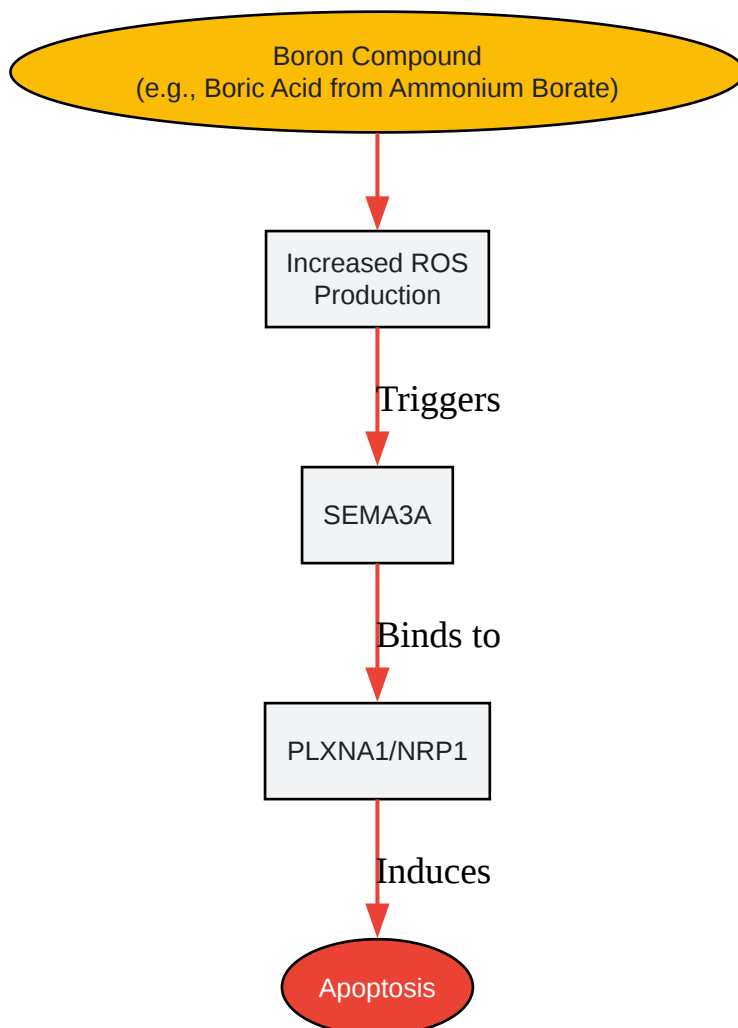 Boron Compound
(e.g., Boric Acid from Ammonium Borate)
Increased ROS
Production
Triggers
SEMA3A
Binds to
PLXNA1/NRP1
Induces
Apoptosis